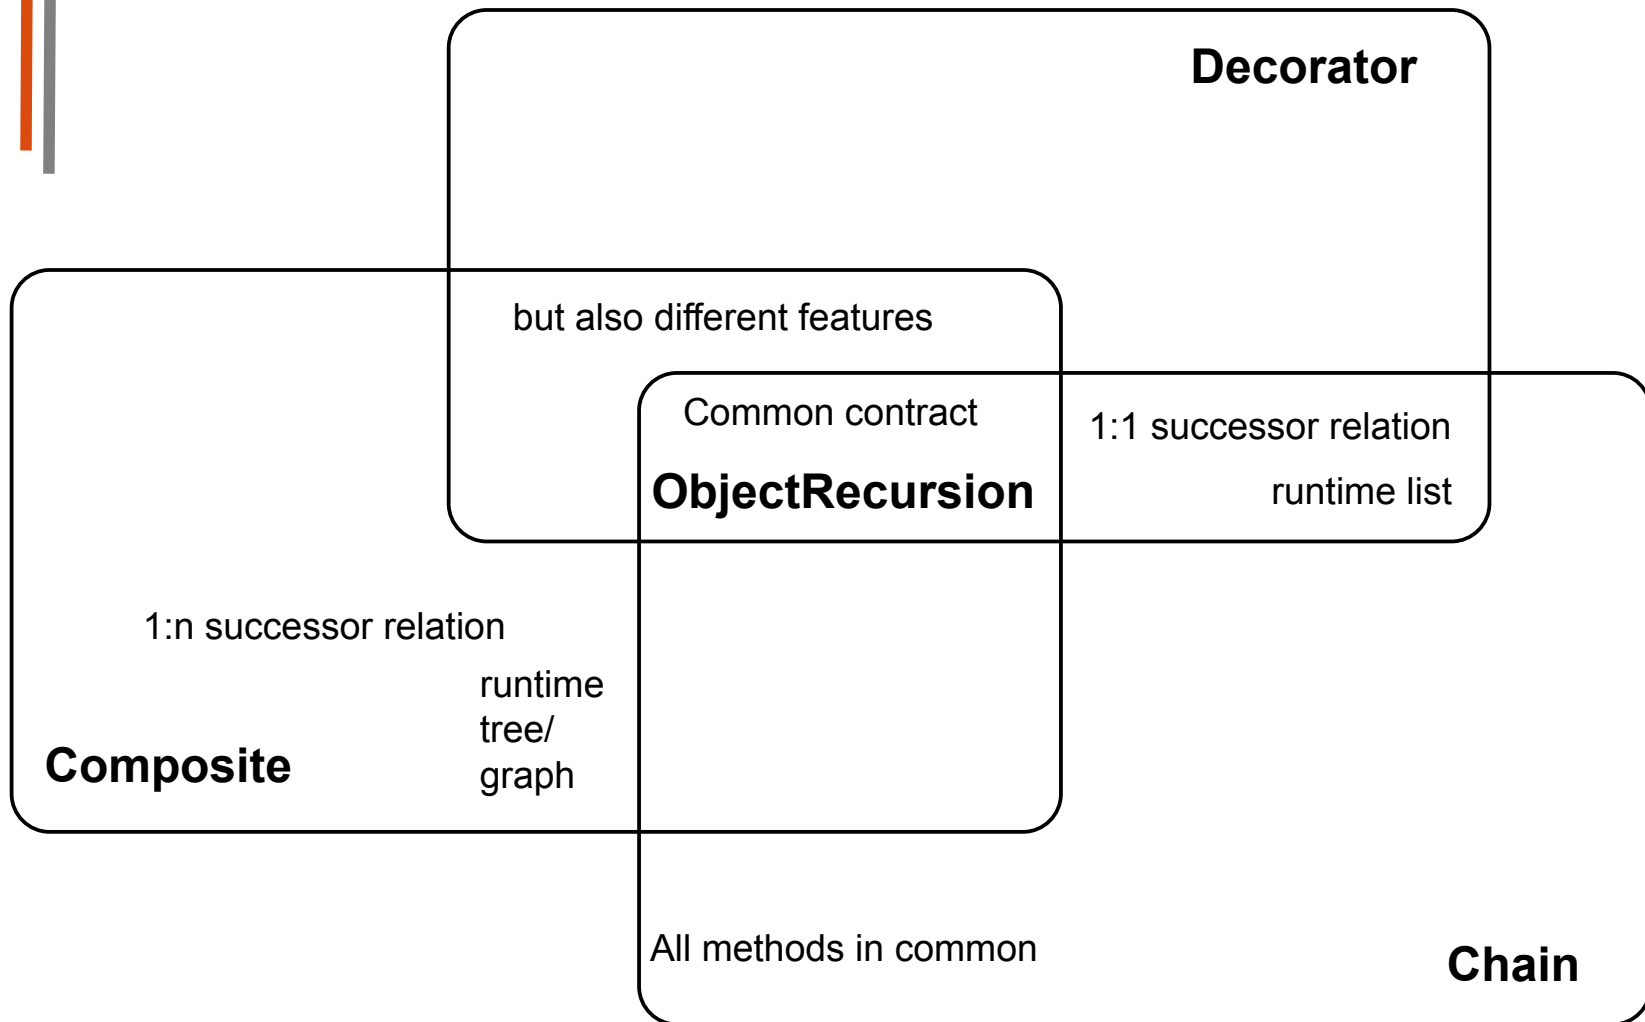 Decorator
but also different features
Common contract
1:1 successor relation
ObjectRecursion
runtime list
1:n successor relation
runtime
tree/
graph
Composite
All methods in common
Chain